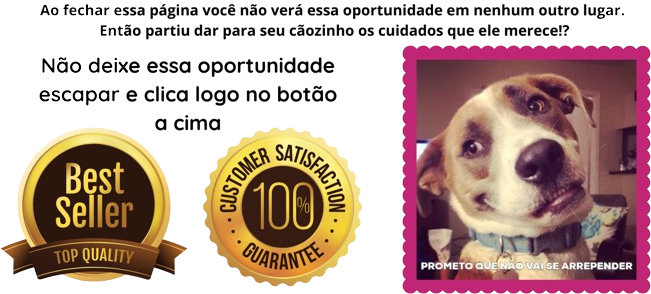 Ao fechar essa página você não verá essa oportunidade em nenhum outro lugar.
Então partiu dar para seu cãozinho os cuidados que ele merece!?
Não deixe essa oportunidade
escapar e clica logo no botão
a cima
Best
Seller
TOP QUALITY
CUSTOMER SATISFACTION
100%
GUARANTEE
PROMETO QUE NÃO VAI SE ARREPENDER